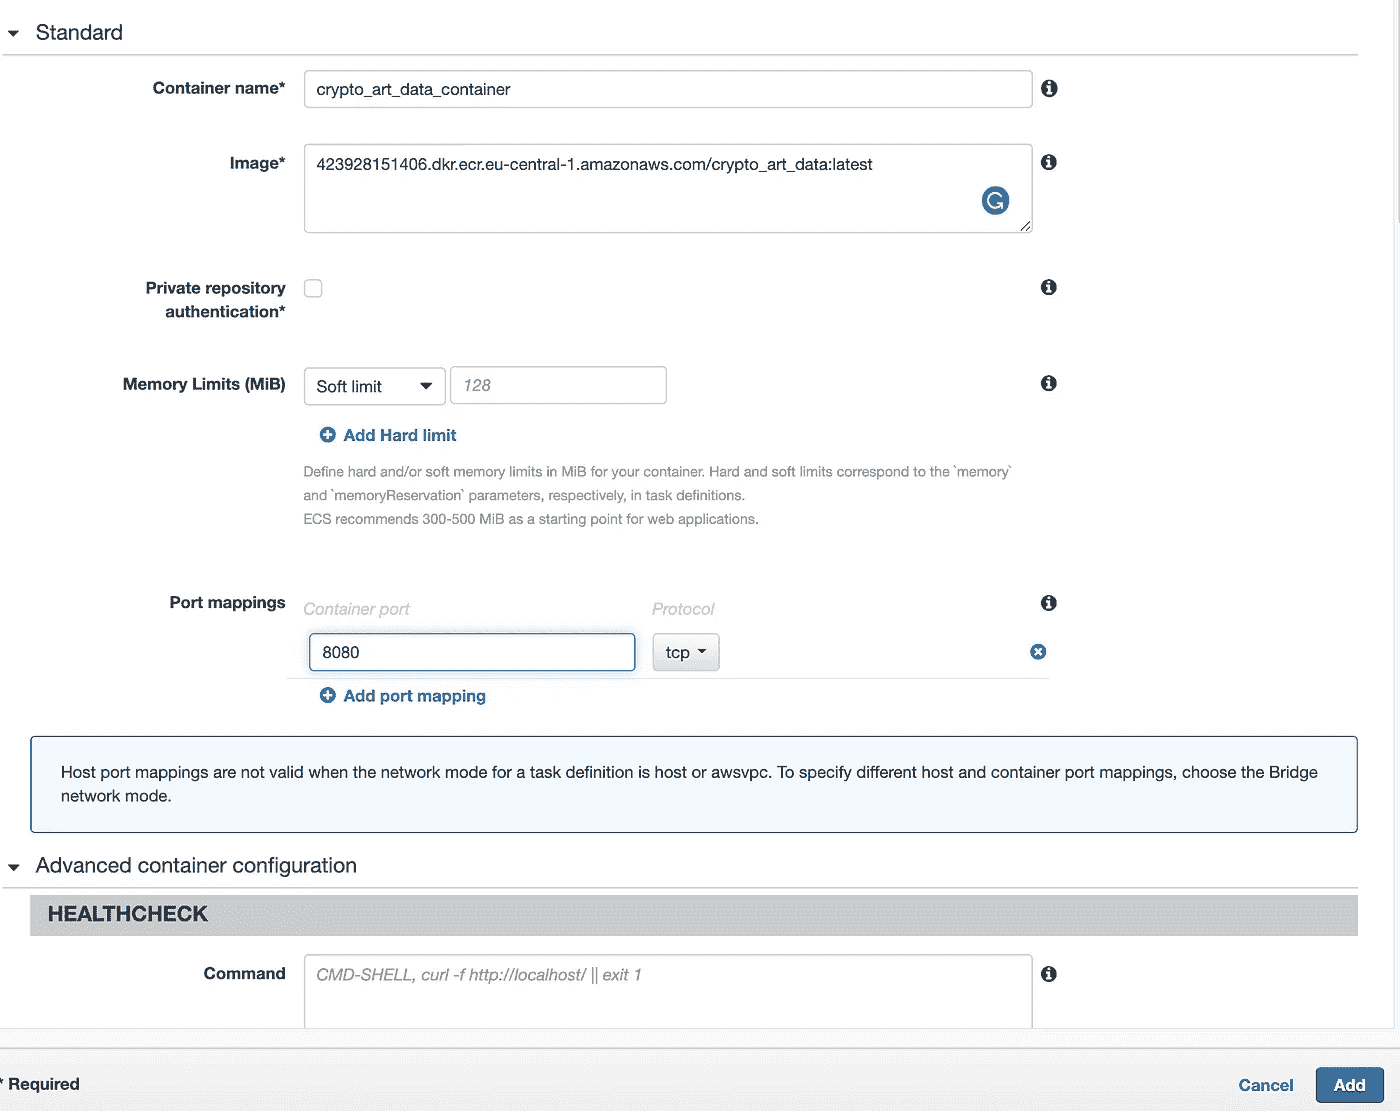 Standard
Container name*
crypto_art_data_container
Image*
423928151406.dkr.ecr.eu-central-1.amazonaws.com/crypto_art_data:latest
Private repository
authentication*
Memory Limits (MiB)
Soft limit
128
Add Hard limit
Define hard and/or soft memory limits in MiB for your container. Hard and soft limits correspond to the `memory`
and `memoryReservation` parameters, respectively, in task definitions.
ECS recommends 300-500 MiB as a starting point for web applications.
Port mappings
Container port
Protocol
8080
tcp
Add port mapping
Host port mappings are not valid when the network mode for a task definition is host or awsvpc. To specify different host and container port mappings, choose the Bridge
network mode.
Advanced container configuration
HEALTHCHECK
Command
CMD-SHELL, curl -f http://localhost/ || exit 1
* Required
Cancel
Add